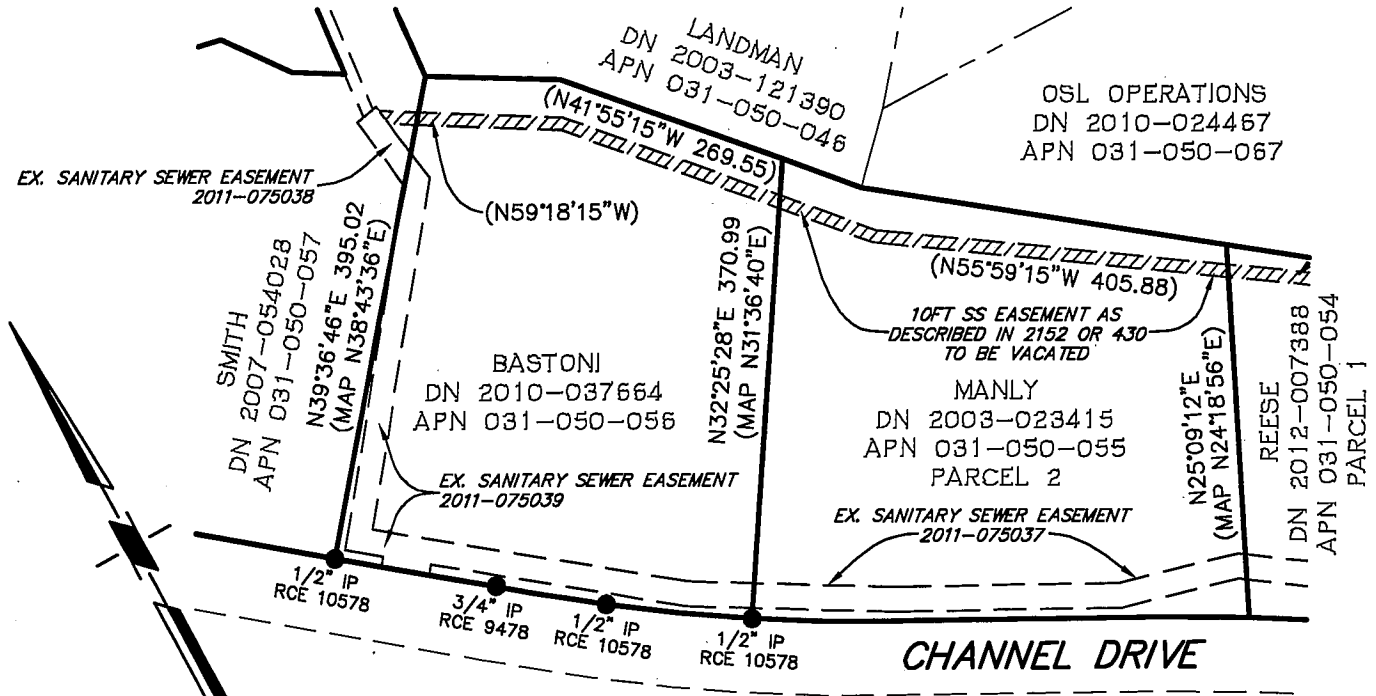 LANDMAN
DN 2003-121390
APN 031-050-046
OSL OPERATIONS
DN 2010-024467
APN 031-050-067
(N41°55'15"W 269.55)
EX. SANITARY SEWER EASEMENT
2011-075038
(N59°18'15"W)
(N55°59'15"W 405.88)
10FT SS EASEMENT AS
DESCRIBED IN 2152 OR 430
TO BE VACATED
SMITH
DN 2007-054028
APN 031-050-057
N39°36'46"E 395.02
(MAP N38°43'36"E)
BASTONI
DN 2010-037664
APN 031-050-056
N32°25'28"E 370.99
(MAP N31°36'40"E)
MANLY
DN 2003-023415
APN 031-050-055
PARCEL 2
N25°09'12"E
(MAP N24°18'56"E)
REESE
DN 2012-007388
APN 031-050-054
PARCEL 1
EX. SANITARY SEWER EASEMENT
2011-075039
EX. SANITARY SEWER EASEMENT
2011-075037
1/2" IP
RCE 10578
3/4" IP
RCE 9478
1/2" IP
RCE 10578
1/2" IP
RCE 10578
CHANNEL DRIVE